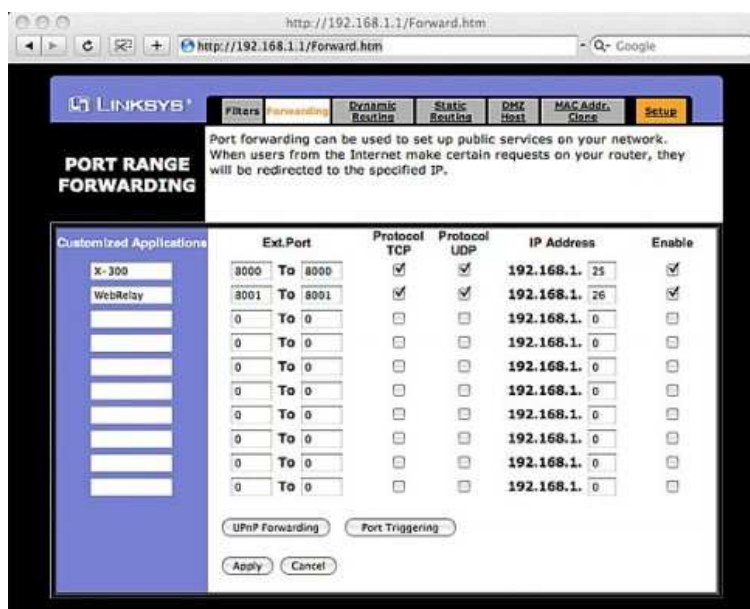 http://192.168.1.1/Forward.htm
http://192.168.1.1/Forward.htm
Google
LINKSYS®
Filters Forwarding Dynamic Routing Static Routing DMZ Host MAC Addr. Clone Setup
PORT RANGE FORWARDING
Port forwarding can be used to set up public services on your network.
When users from the Internet make certain requests on your router, they
will be redirected to the specified IP.
Customized Applications Ext.Port Protocol TCP Protocol UDP IP Address Enable
X-300 8000 To 8000 192.168.1. 25
WebRelay 8001 To 8001 192.168.1. 26
0 To 0 192.168.1. 0
0 To 0 192.168.1. 0
0 To 0 192.168.1. 0
0 To 0 192.168.1. 0
0 To 0 192.168.1. 0
0 To 0 192.168.1. 0
0 To 0 192.168.1. 0
0 To 0 192.168.1. 0
UPnP Forwarding Port Triggering
Apply Cancel